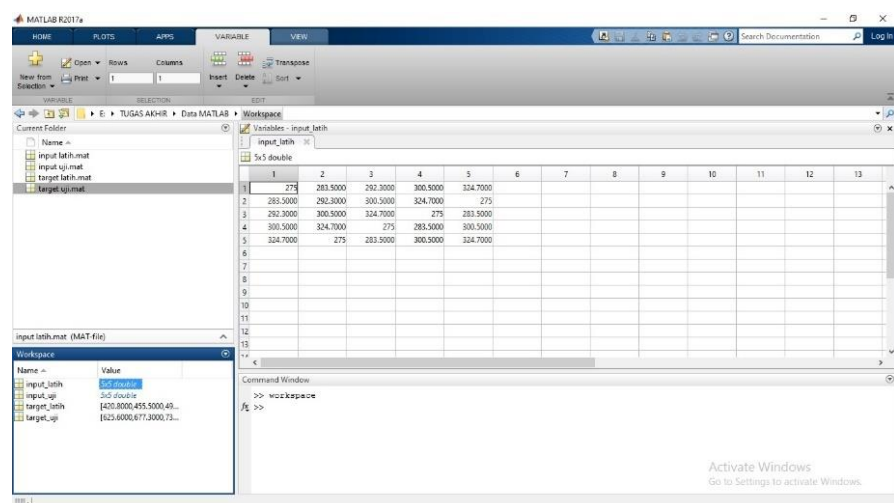 MATLAB R2017a
HOME PLOTS APPS VARIABLE VIEW Search Documentation Log In
New from Selection Open Print Rows Columns 1 1 Insert Delete Transpose Sort
VARIABLE SELECTION EDIT
E: TUGAS AKHIR Data MATLAB Workspace
Current Folder
Name
input latih.mat
input uji.mat
target latih.mat
target uji.mat
input latih.mat (MAT-file)
Workspace
Name Value
input_latih 5x5 double
input_uji 5x5 double
target_latih [420.8000,455.5000,49...
target_uji [625.6000,677.3000,73...
Variables - input_latih
input_latih
5x5 double
1 2 3 4 5 6 7 8 9 10 11 12 13
1 275 283.5000 292.3000 300.5000 324.7000
2 283.5000 292.3000 300.5000 324.7000 275
3 292.3000 300.5000 324.7000 275 283.5000
4 300.5000 324.7000 275 283.5000 300.5000
5 324.7000 275 283.5000 300.5000 324.7000
6
7
8
9
10
11
12
13
Command Window
>> workspace
fx >>
Activate Windows
Go to Settings to activate Windows.